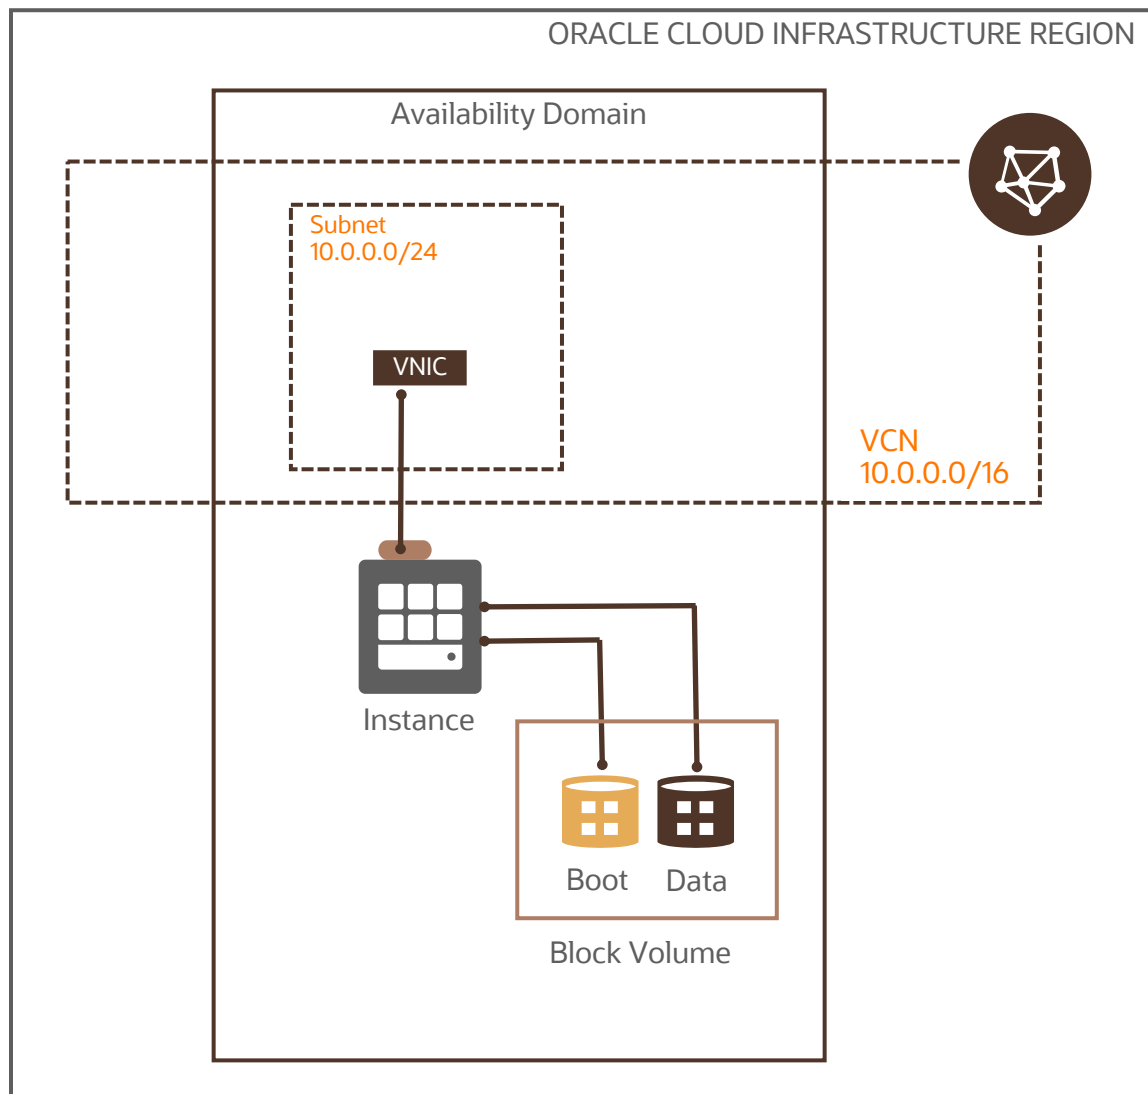 ORACLE CLOUD INFRASTRUCTURE REGION
Availability Domain
Subnet
10.0.0.0/24
VNIC
VCN
10.0.0.0/16
Instance
Boot
Data
Block Volume